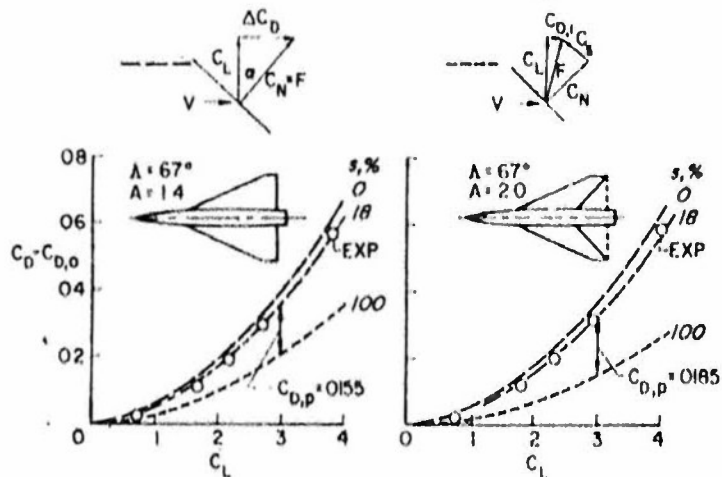 ΔC_D
C_L
α
C_N = F
V
C_D,i
C_S
C_L
F
C_N
V
C_D - C_D,0
08
06
04
02
0
Λ = 67°
A = 1.4
s, %
0
18
EXP
100
C_D,p = .0155
1
2
3
4
C_L
Λ = 67°
A = 2.0
s, %
0
18
EXP
100
C_D,p = .0185
0
1
2
3
4
C_L